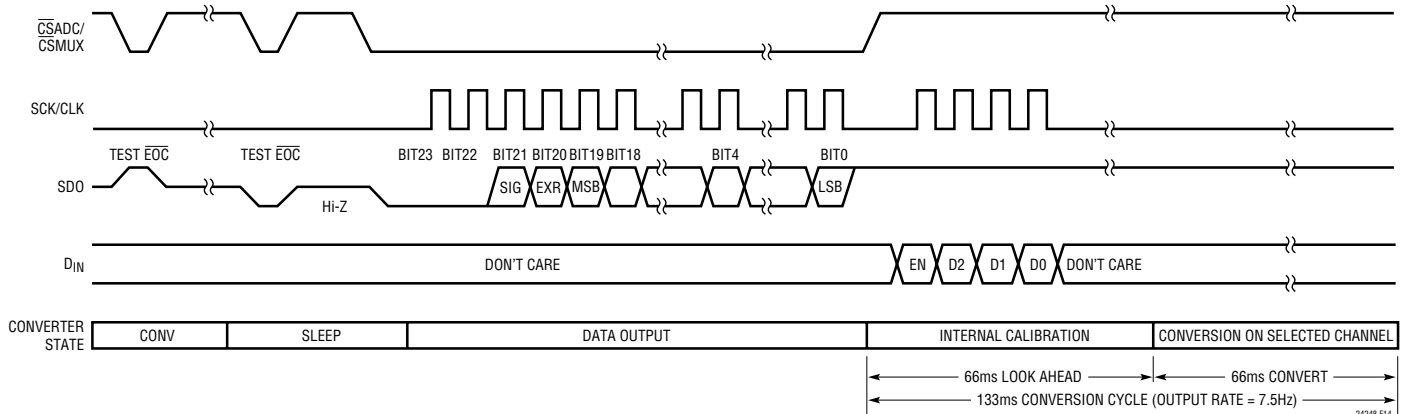 CSADC/
CSMUX
SCK/CLK
TEST EOC TEST EOC BIT23 BIT22 BIT21 BIT20 BIT19 BIT18 BIT4 BIT0
SDO SIG EXR MSB LSB
Hi-Z
DIN DON'T CARE EN D2 D1 D0 DON'T CARE
CONVERTER
STATE
CONV SLEEP DATA OUTPUT INTERNAL CALIBRATION CONVERSION ON SELECTED CHANNEL
66ms LOOK AHEAD 66ms CONVERT
133ms CONVERSION CYCLE (OUTPUT RATE = 7.5Hz)
24248 F14